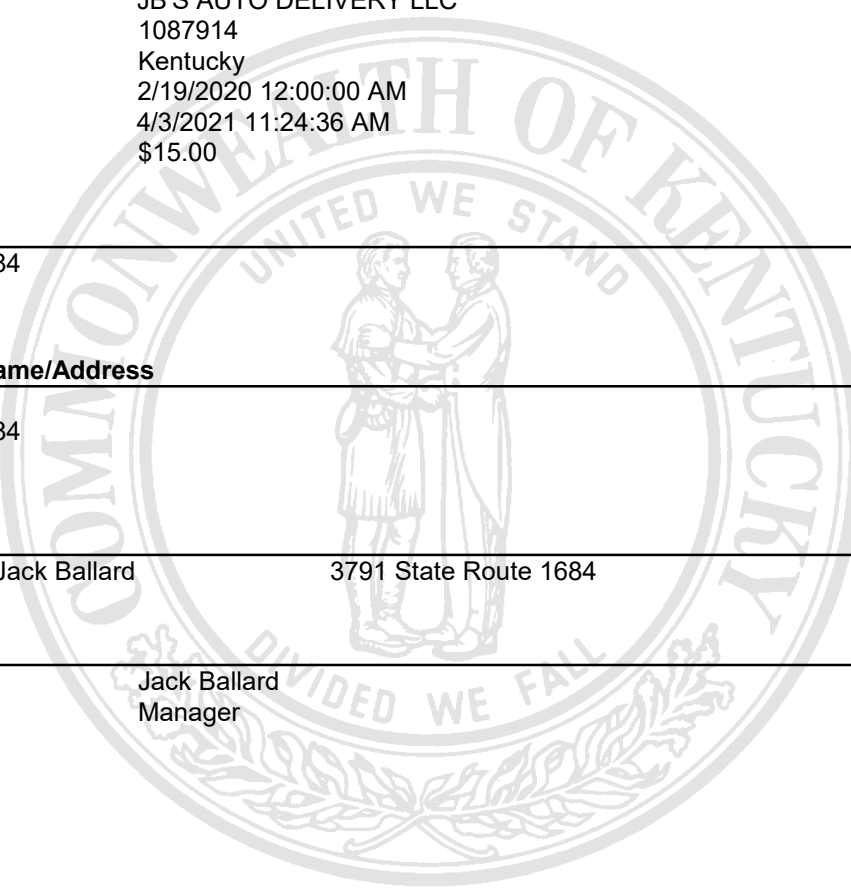 JB'S AUTO DELIVERY LLC
1087914
Kentucky
2/19/2020 12:00:00 AM
4/3/2021 11:24:36 AM
$15.00
84
ame/Address
84
Jack Ballard 3791 State Route 1684
Jack Ballard
Manager
COMMONWEALTH OF KENTUCKY
UNITED WE STAND
DIVIDED WE FALL